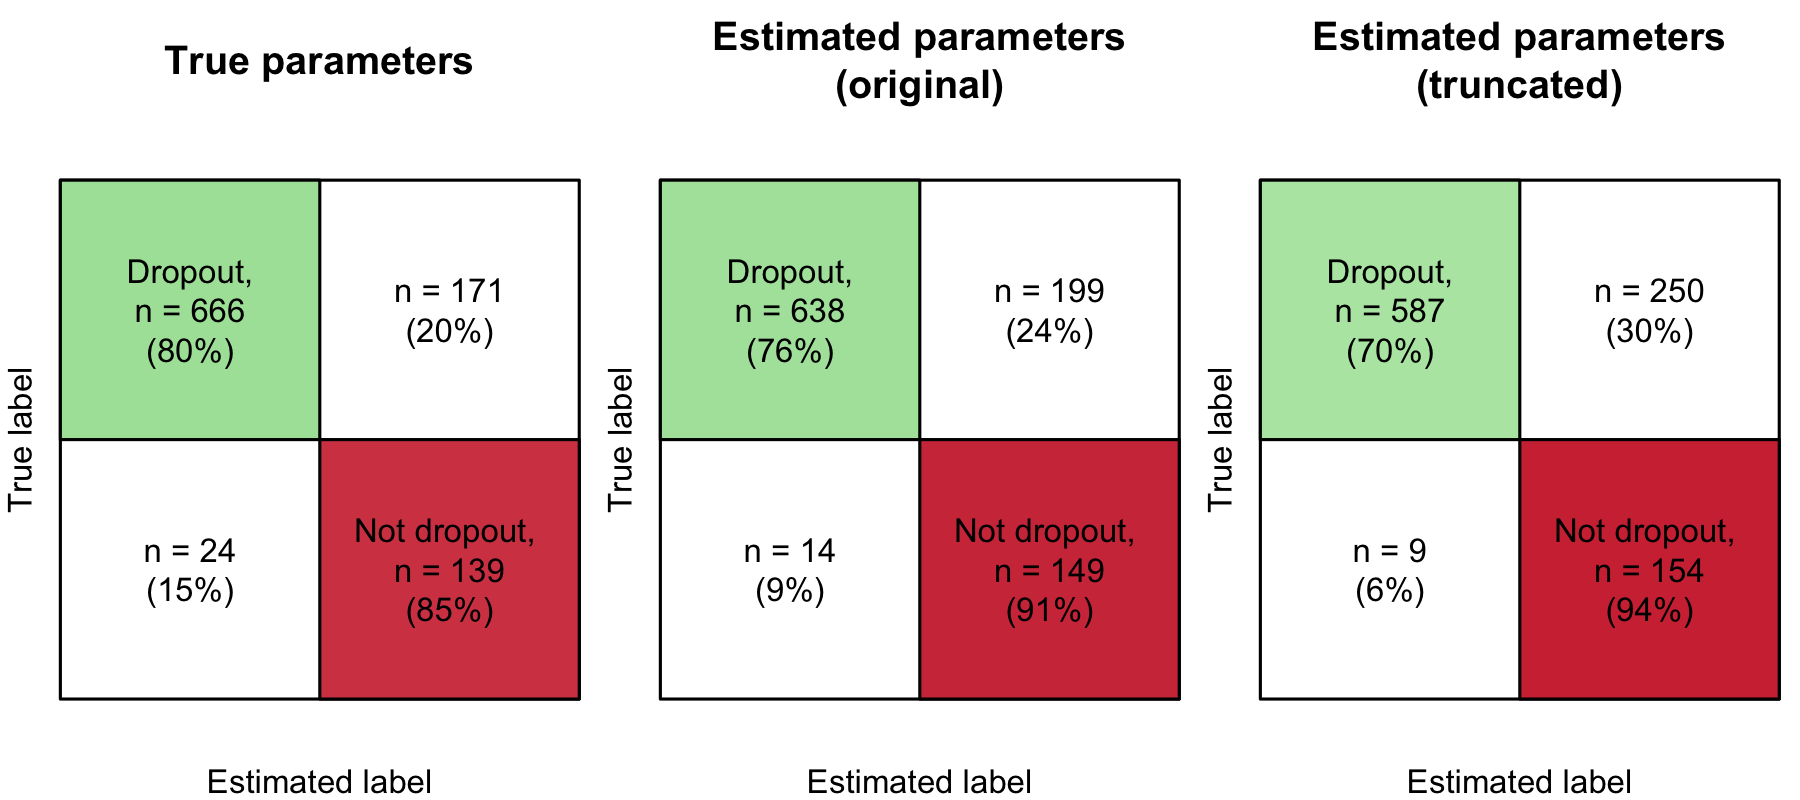 True parameters
Estimated parameters
(original)
Estimated parameters
(truncated)
True label
Dropout,
n = 666
(80%)
n = 171
(20%)
n = 24
(15%)
Not dropout,
n = 139
(85%)
Estimated label
True label
Dropout,
n = 638
(76%)
n = 199
(24%)
n = 14
(9%)
Not dropout,
n = 149
(91%)
Estimated label
True label
Dropout,
n = 587
(70%)
n = 250
(30%)
n = 9
(6%)
Not dropout,
n = 154
(94%)
Estimated label